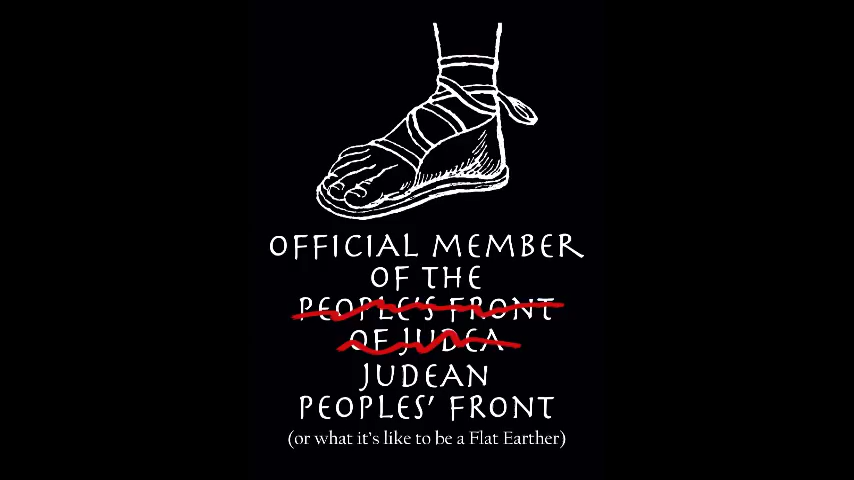 OFFICIAL MEMBER
OF THE
PEOPLE'S FRONT
OF JUDEA
JUDEAN
PEOPLES' FRONT
(or what it's like to be a Flat Earther)